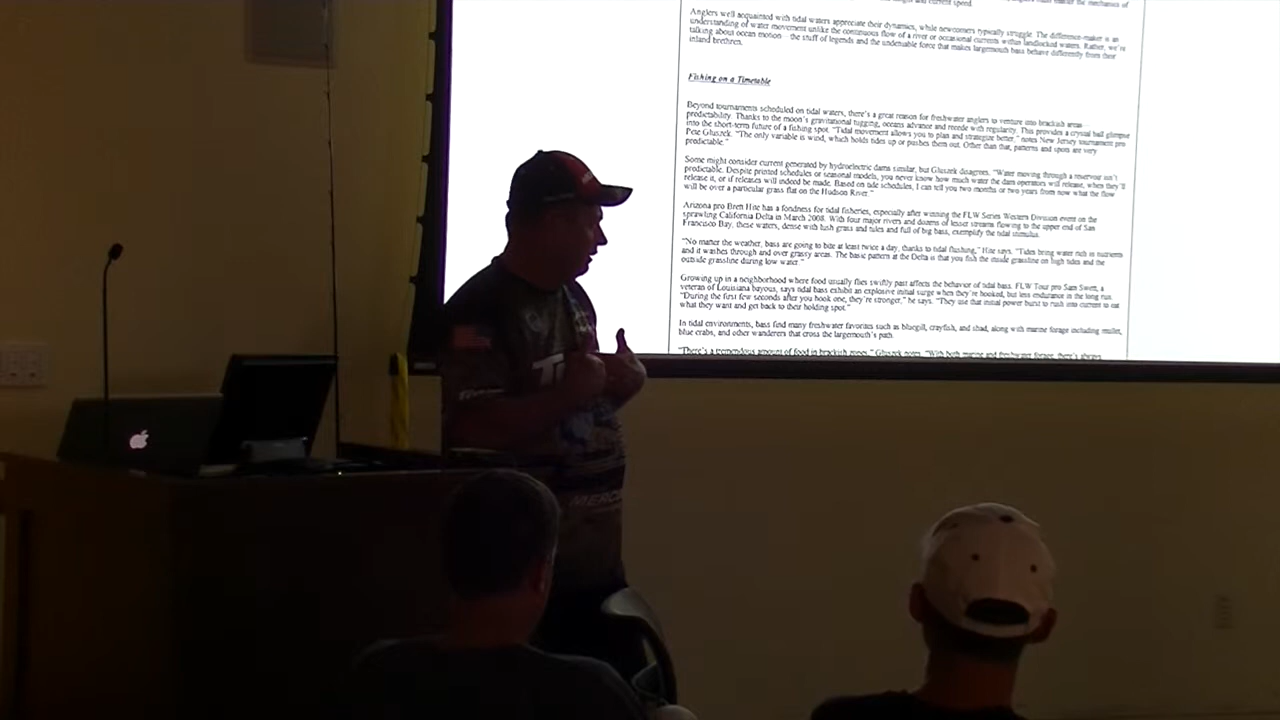 current speed.
Anglers well acquainted with tidal waters appreciate their dynamics, while newcomers typically struggle. The difference-maker is an
understanding of water movement unlike the continuous flow of a river or occasional currents within landlocked waters. Rather, we're
talking about ocean motion – the stuff of legends and the undeniable force that makes largemouth bass behave differently from their
inland brethren.
Fishing on a Timetable
Beyond tournaments scheduled on tidal waters, there's a great reason for freshwater anglers to venture into brackish areas –
predictability. Thanks to the moon's gravitational tugging, oceans advance and recede with regularity. This provides a crystal ball glimpse
into the short-term future of a fishing spot. "Tidal movement allows you to plan and strategize better," notes New Jersey tournament pro
Pete Gluszek. "The only variable is wind, which holds tides up or pushes them out. Other than that, patterns and spots are very
predictable."
Some might consider current generated by hydroelectric dams similar, but Gluszek disagrees. "Water moving through a reservoir isn't
predictable. Despite printed schedules or seasonal models, you never know how much water the dam operators will release, when they'll
release it, or if releases will indeed be made. Based on tide schedules, I can tell you two months or two years from now what the flow
will be over a particular grass flat on the Hudson River."
Arizona pro Brett Hite has a fondness for tidal fisheries, especially after winning the FLW Series Western Division event on the
sprawling California Delta in March 2008. With four major rivers and dozens of lesser streams flowing to the upper end of San
Francisco Bay, these waters, dense with lush grass and tules and full of big bass, exemplify the tidal stimulus.
"No matter the weather, bass are going to bite at least twice a day, thanks to tidal flushing," Hite says. "Tides bring water rich in nutrients
and it washes through and over grassy areas. The basic pattern at the Delta is that you fish the inside grassline on high tides and the
outside grassline during low water."
Growing up in a neighborhood where food usually flies swiftly past affects the behavior of tidal bass. FLW Tour pro Sam Swett, a
veteran of Louisiana bayous, says tidal bass exhibit an explosive initial surge when they're hooked, but less endurance in the long run.
"During the first few seconds after you hook one, they're stronger," he says. "They use that initial power burst to rush into current to eat
what they want and get back to their holding spot."
In tidal environments, bass find many freshwater favorites such as bluegill, crayfish, and shad, along with marine forage including mullet,
blue crabs, and other wanderers that cross the largemouth's path.
"There's a tremendous amount of food in brackish zones," Gluszek notes. "With both marine and freshwater forage, there's always